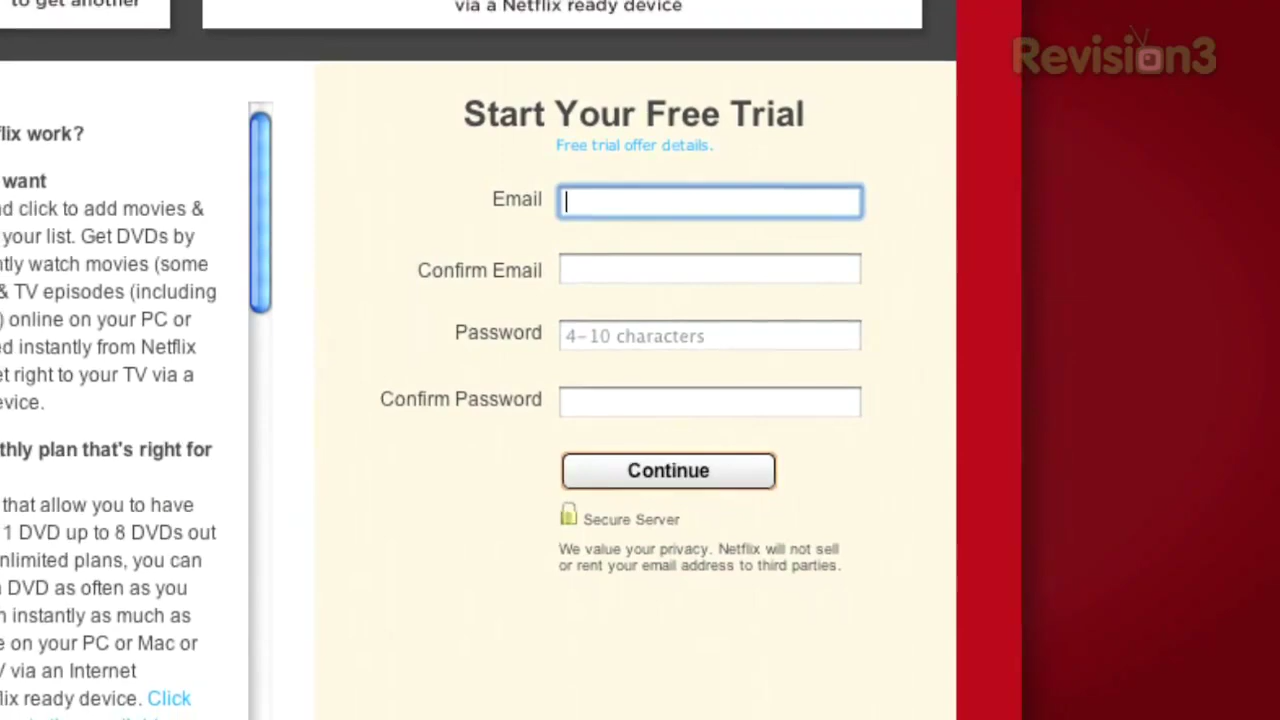 to get another
via a Netflix ready device
Revision3
Start Your Free Trial
Free trial offer details.
Email
Confirm Email
Password
4-10 characters
Confirm Password
Continue
Secure Server
We value your privacy. Netflix will not sell
or rent your email address to third parties.
flix work?
want
d click to add movies &
your list. Get DVDs by
tly watch movies (some
& TV episodes (including
) online on your PC or
ed instantly from Netflix
et right to your TV via a
evice.
thly plan that's right for
that allow you to have
1 DVD up to 8 DVDs out
nlimited plans, you can
DVD as often as you
n instantly as much as
e on your PC or Mac or
V via an Internet
flix ready device. Click